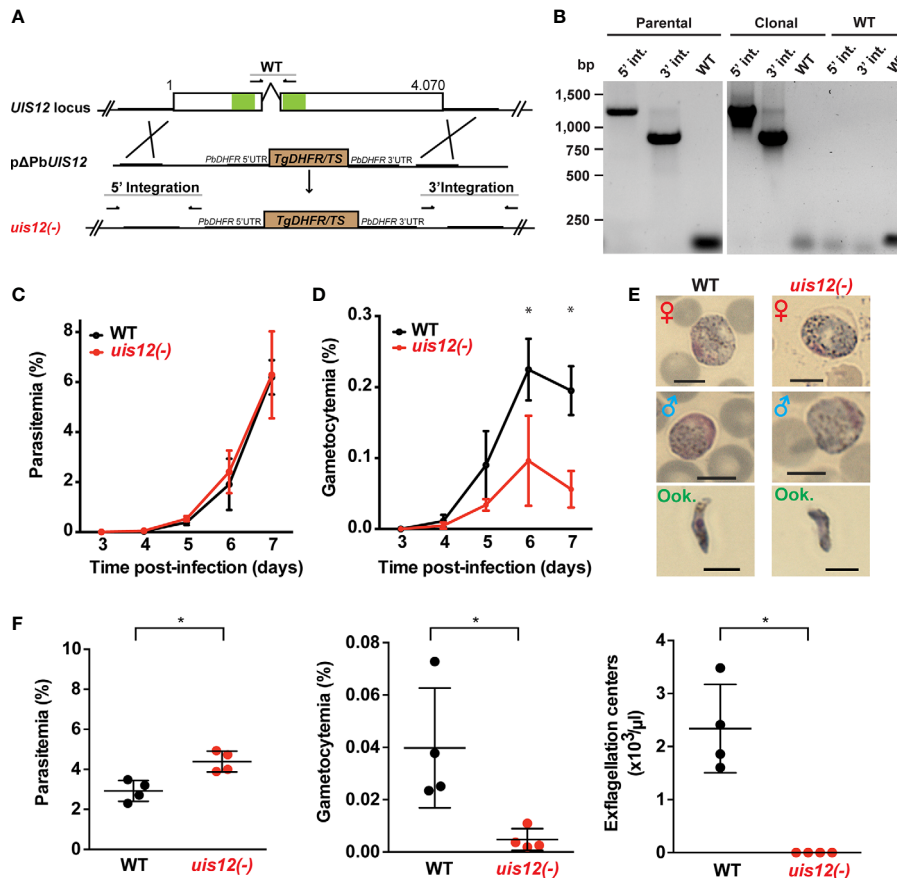 A
WT
1
4.070
UIS12 locus
pΔPbUIS12
PbDHFR 5'UTR
TgDHFR/TS
PbDHFR 3'UTR
5' Integration
3'Integration
uis12(-)
PbDHFR 5'UTR
TgDHFR/TS
PbDHFR 3'UTR
B
Parental
Clonal
WT
bp
5' int.
3' int.
WT
5' int.
3' int.
WT
5' int.
3' int.
1,500
1,000
750
500
250
C
WT
uis12(-)
Parasitemia (%)
8
6
4
2
0
3 4 5 6 7
Time post-infection (days)
D
WT
uis12(-)
* *
Gametocytemia (%)
0.3
0.2
0.1
0.0
3 4 5 6 7
Time post-infection (days)
E
WT
uis12(-)
♀ ♀
♂ ♂
Ook. Ook.
F
*
Parasitemia (%)
10
8
6
4
2
0
WT
uis12(-)
*
Gametocytemia (%)
0.08
0.06
0.04
0.02
0.00
WT
uis12(-)
*
Exflagellation centers
(x10³/µl)
4
3
2
1
0
WT
uis12(-)